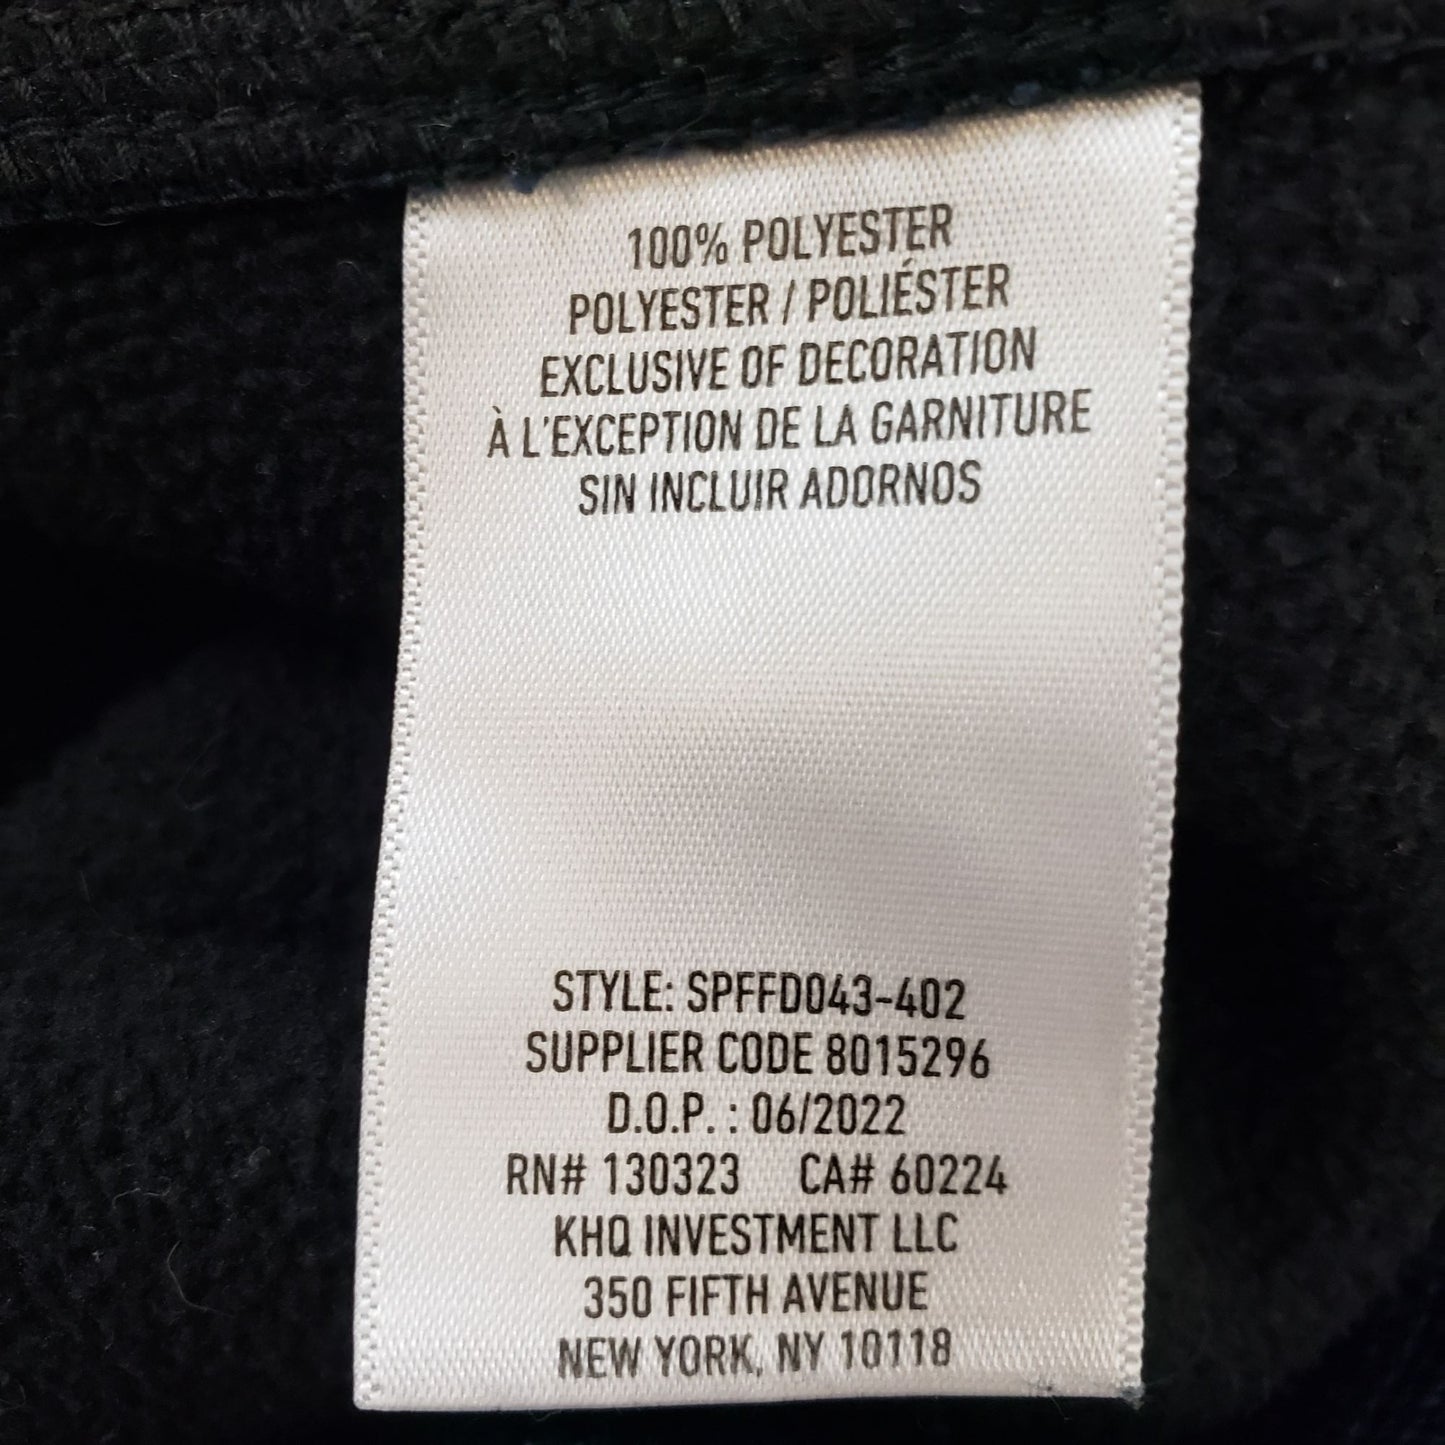 100% POLYESTER
POLYESTER / POLIÉSTER
EXCLUSIVE OF DECORATION
À L'EXCEPTION DE LA GARNITURE
SIN INCLUIR ADORNOS
STYLE: SPFFD043-402
SUPPLIER CODE 8015296
D.O.P. : 06/2022
RN# 130323 CA# 60224
KHQ INVESTMENT LLC
350 FIFTH AVENUE
NEW YORK, NY 10118